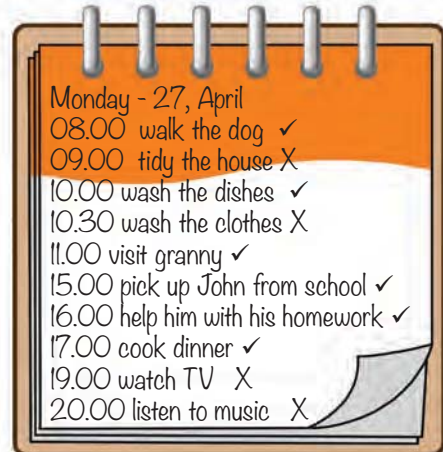 Monday - 27, April
08.00 walk the dog ✓
09.00 tidy the house X
10.00 wash the dishes ✓
10.30 wash the clothes X
11.00 visit granny ✓
15.00 pick up John from school ✓
16.00 help him with his homework ✓
17.00 cook dinner ✓
19.00 watch TV X
20.00 listen to music X